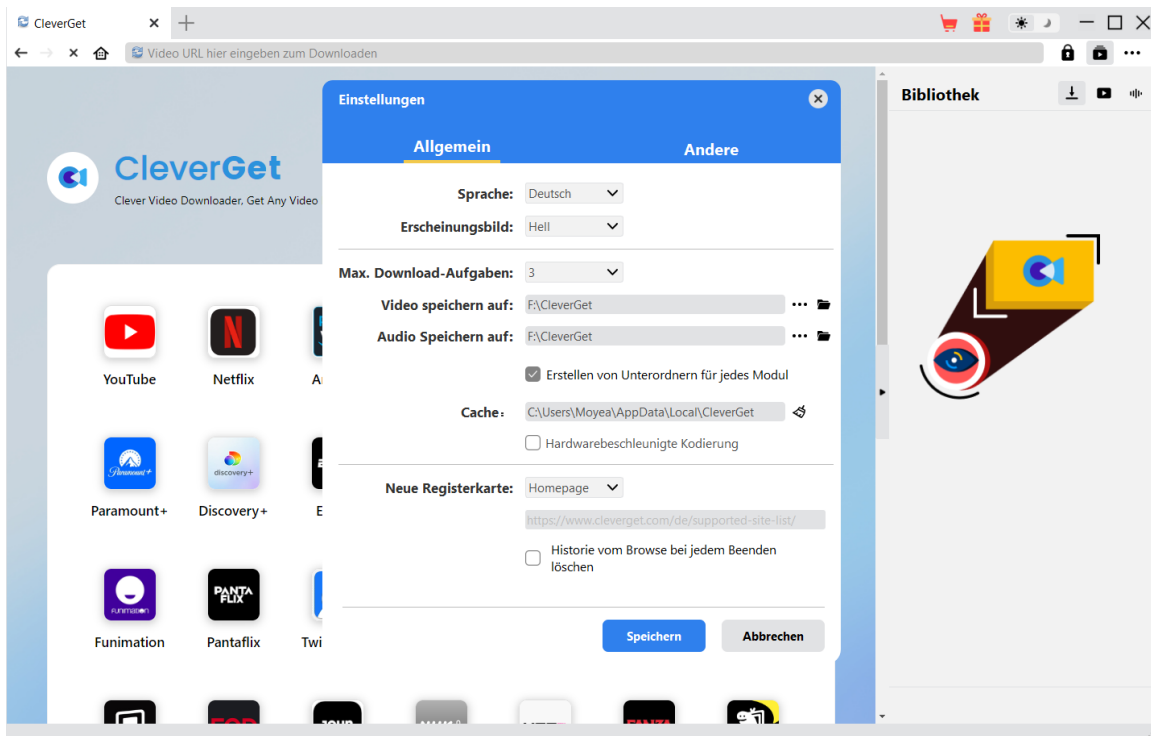 CleverGet
Video URL hier eingeben zum Downloaden
CleverGet
Clever Video Downloader, Get Any Video
YouTube
Netflix
Paramount+
discovery+
Paramount+
Discovery+
FUNIMATION
PANTA
FLIX
Funimation
Pantaflix
Twi
Einstellungen
Allgemein
Andere
Sprache: Deutsch
Erscheinungsbild: Hell
Max. Download-Aufgaben: 3
Video speichern auf: F:\CleverGet
Audio Speichern auf: F:\CleverGet
Erstellen von Unterordnern für jedes Modul
Cache: C:\Users\Moyea\AppData\Local\CleverGet
Hardwarebeschleunigte Kodierung
Neue Registerkarte: Homepage
https://www.cleverget.com/de/supported-site-list/
Historie vom Browse bei jedem Beenden
löschen
Speichern
Abbrechen
Bibliothek